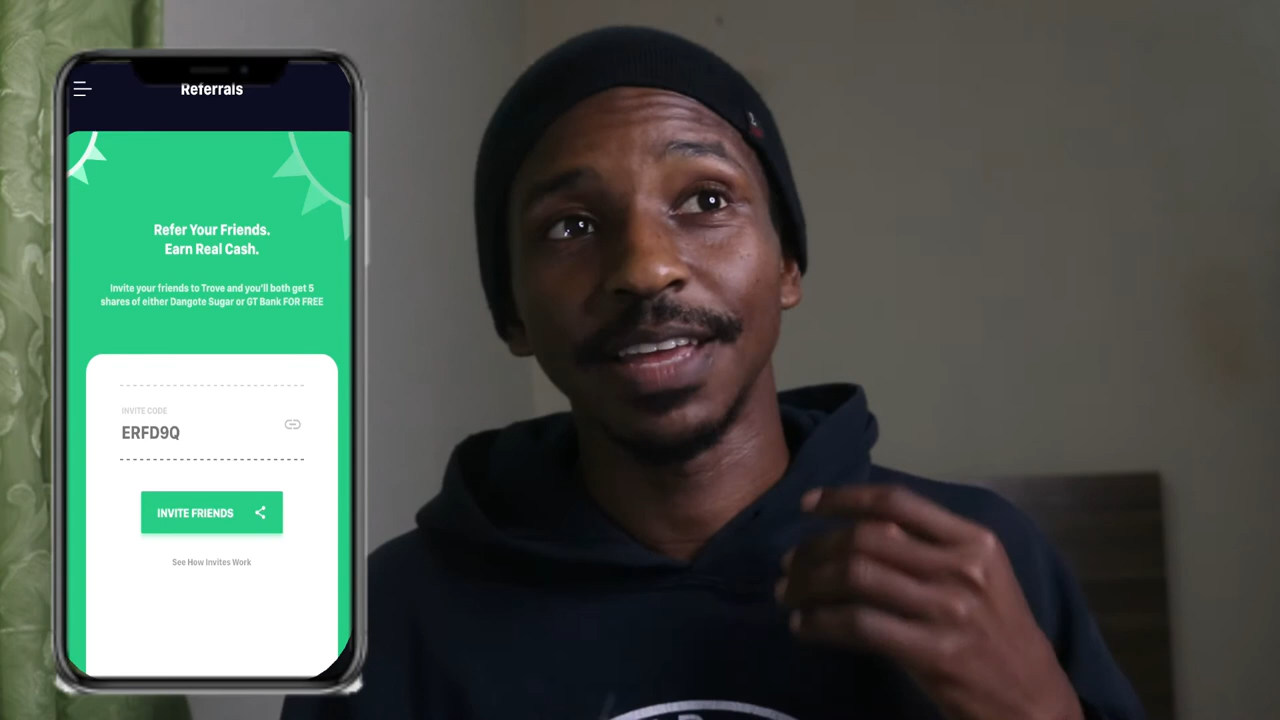 Referrals
Refer Your Friends.
Earn Real Cash.
Invite your friends to Trove and you'll both get 5
shares of either Dangote Sugar or GT Bank FOR FREE
INVITE CODE
ERFD9Q
INVITE FRIENDS
See How Invites Work